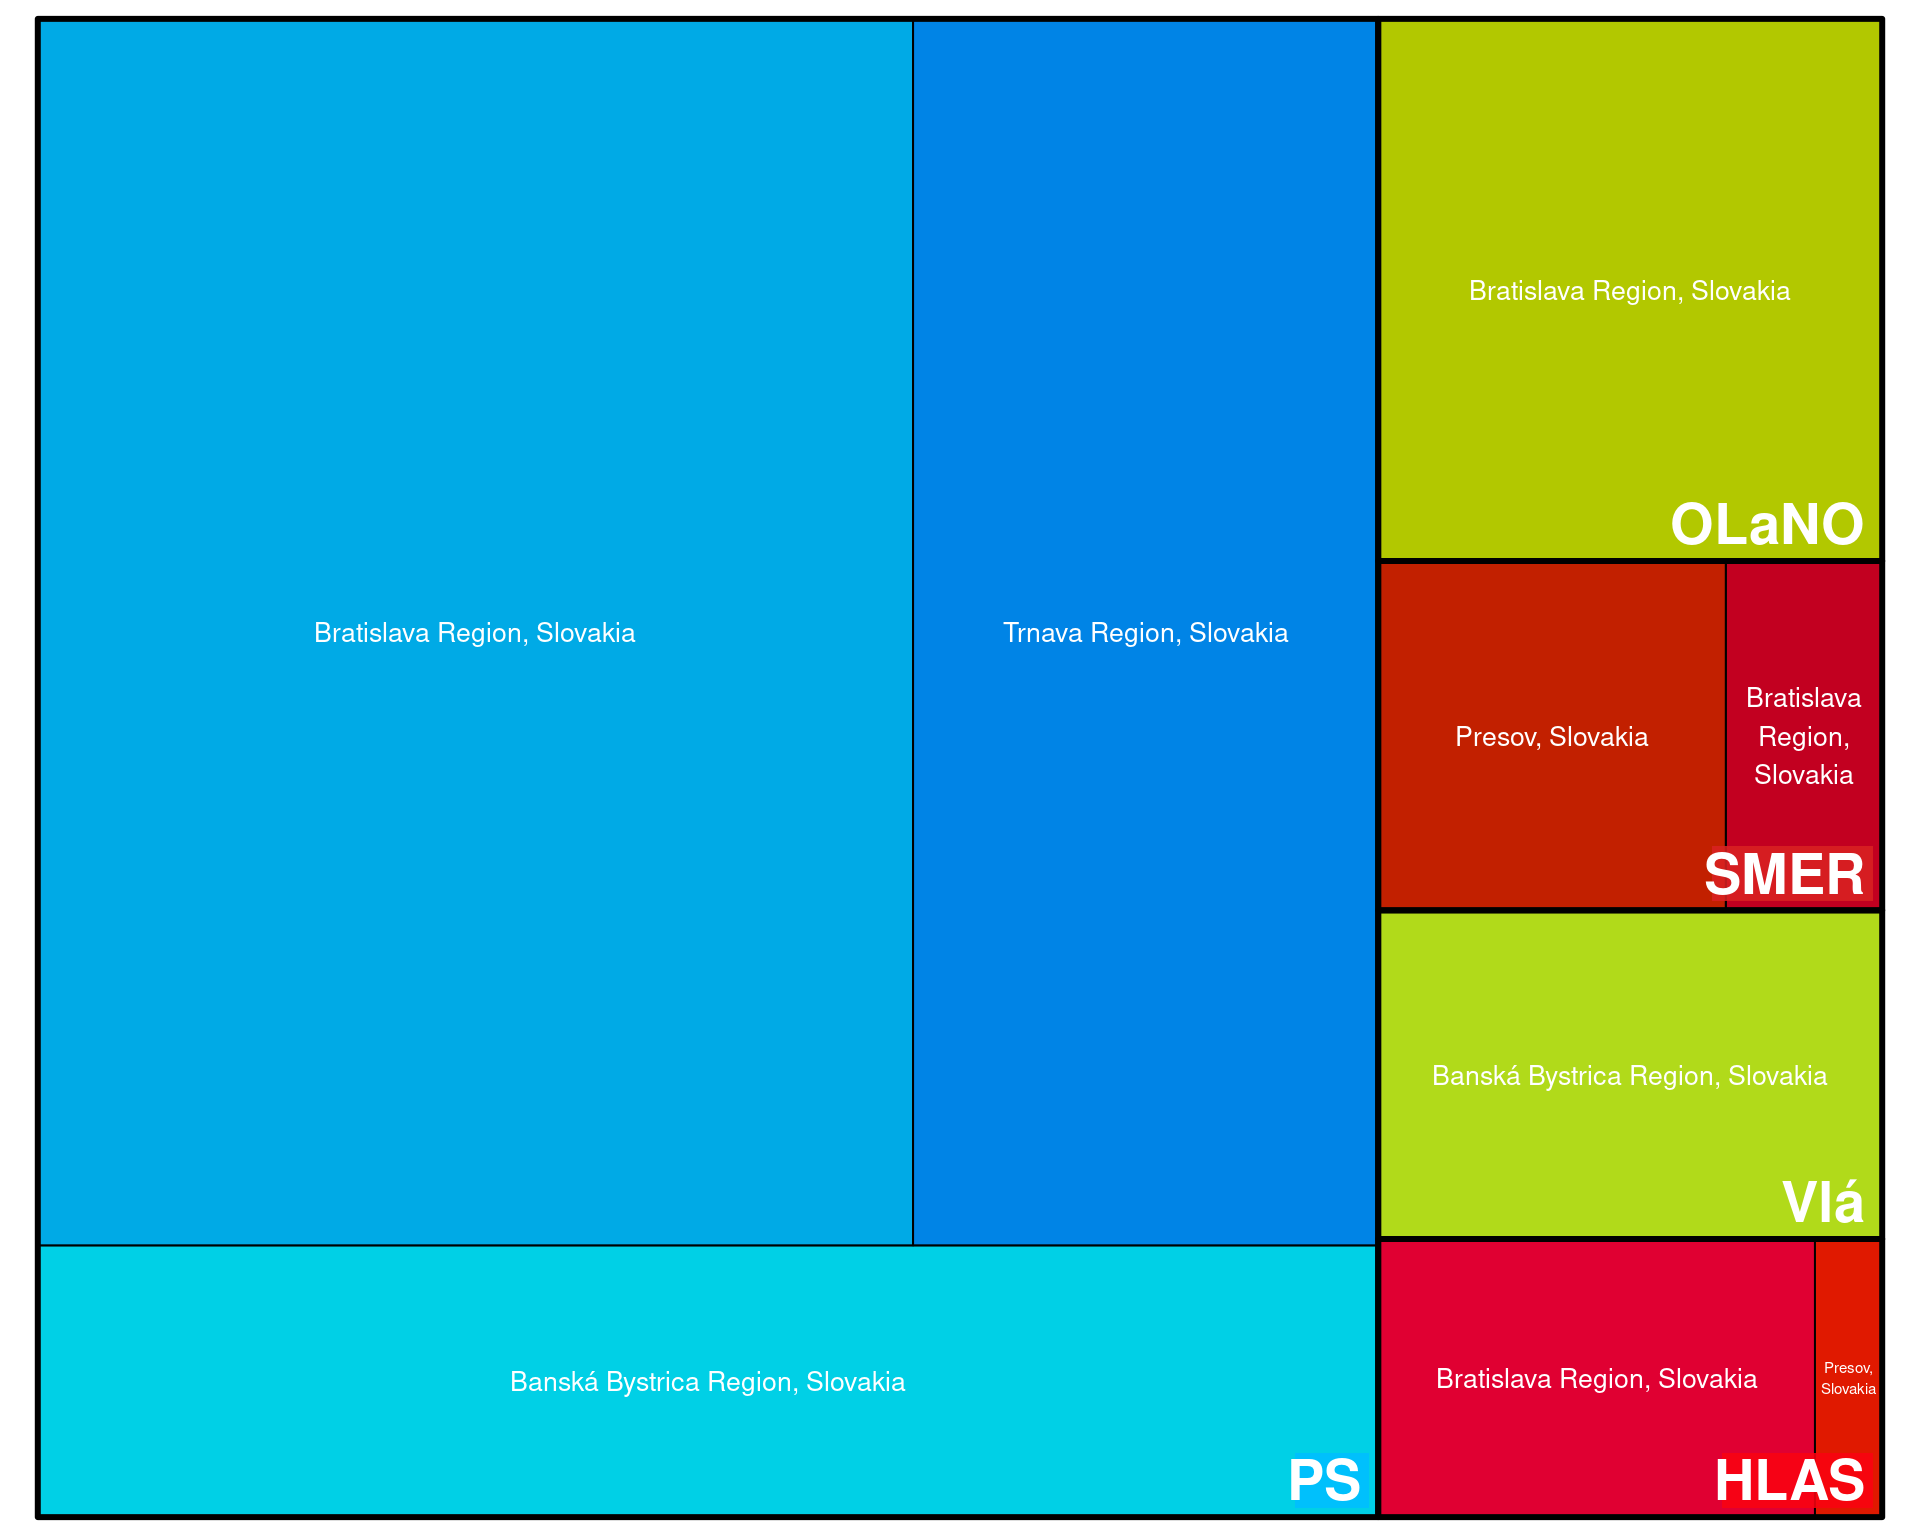 Bratislava Region, Slovakia
Trnava Region, Slovakia
Banská Bystrica Region, Slovakia
PS
Bratislava Region, Slovakia
OLaNO
Presov, Slovakia
Bratislava
Region,
Slovakia
SMER
Banská Bystrica Region, Slovakia
Vlá
Bratislava Region, Slovakia
Presov,
Slovakia
HLAS